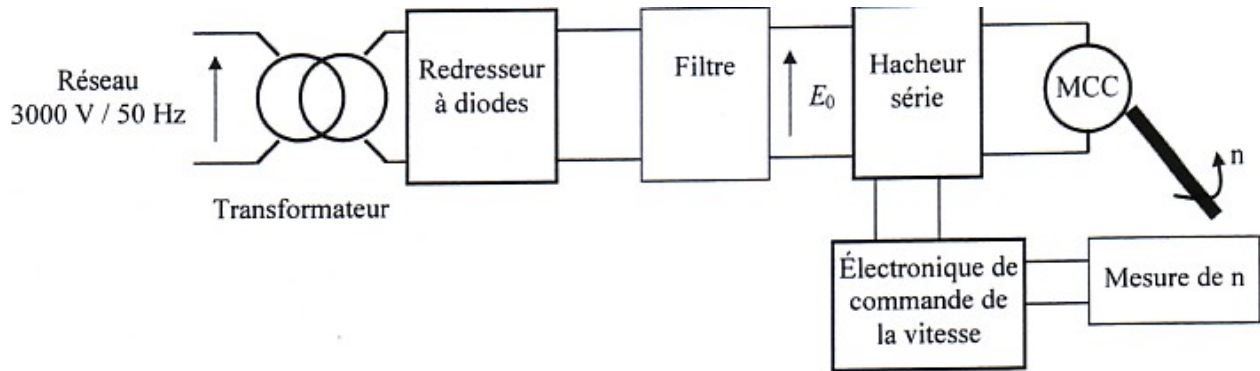 Réseau
3000 V / 50 Hz
Transformateur
Redresseur
à diodes
Filtre
E0
Hacheur
série
MCC
n
Électronique de
commande de
la vitesse
Mesure de n